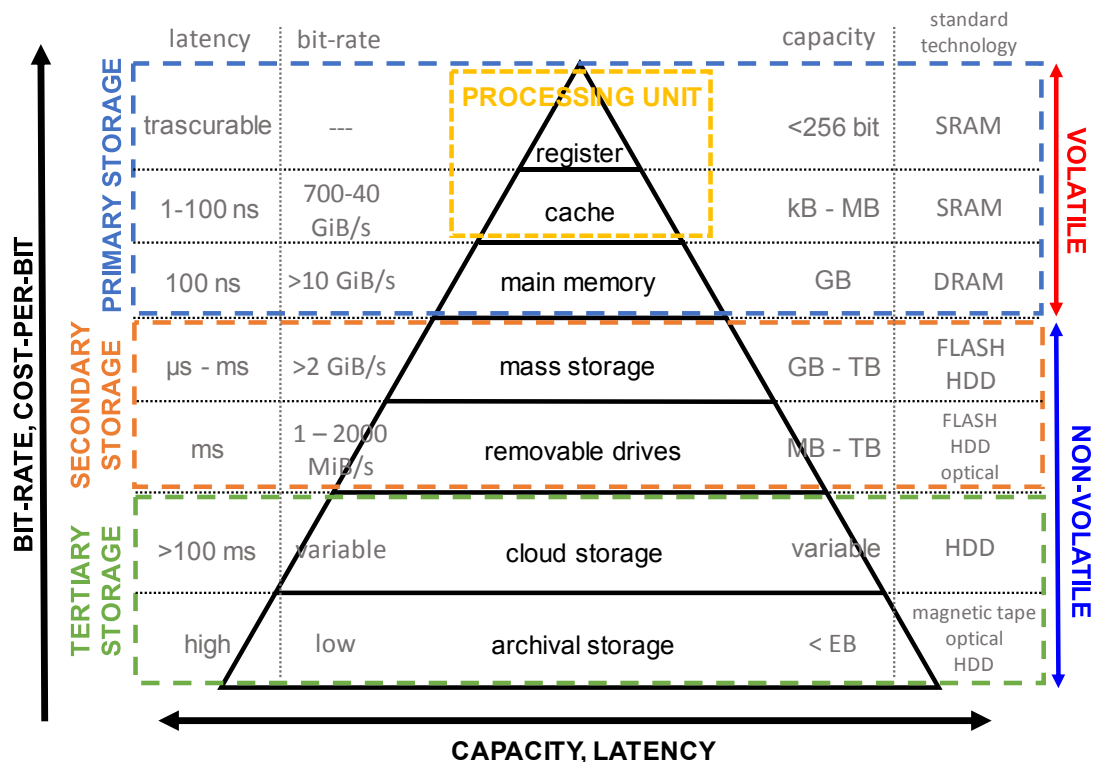 latency
bit-rate
capacity
standard
technology
PRIMARY STORAGE
PROCESSING UNIT
trascurable
---
register
<256 bit
SRAM
1-100 ns
700-40
GiB/s
cache
kB - MB
SRAM
100 ns
>10 GiB/s
main memory
GB
DRAM
VOLATILE
SECONDARY
STORAGE
µs - ms
>2 GiB/s
mass storage
GB - TB
FLASH
HDD
ms
1 – 2000
MiB/s
removable drives
MB - TB
FLASH
HDD
optical
TERTIARY
STORAGE
>100 ms
variable
cloud storage
variable
HDD
high
low
archival storage
< EB
magnetic tape
optical
HDD
NON-VOLATILE
BIT-RATE, COST-PER-BIT
CAPACITY, LATENCY